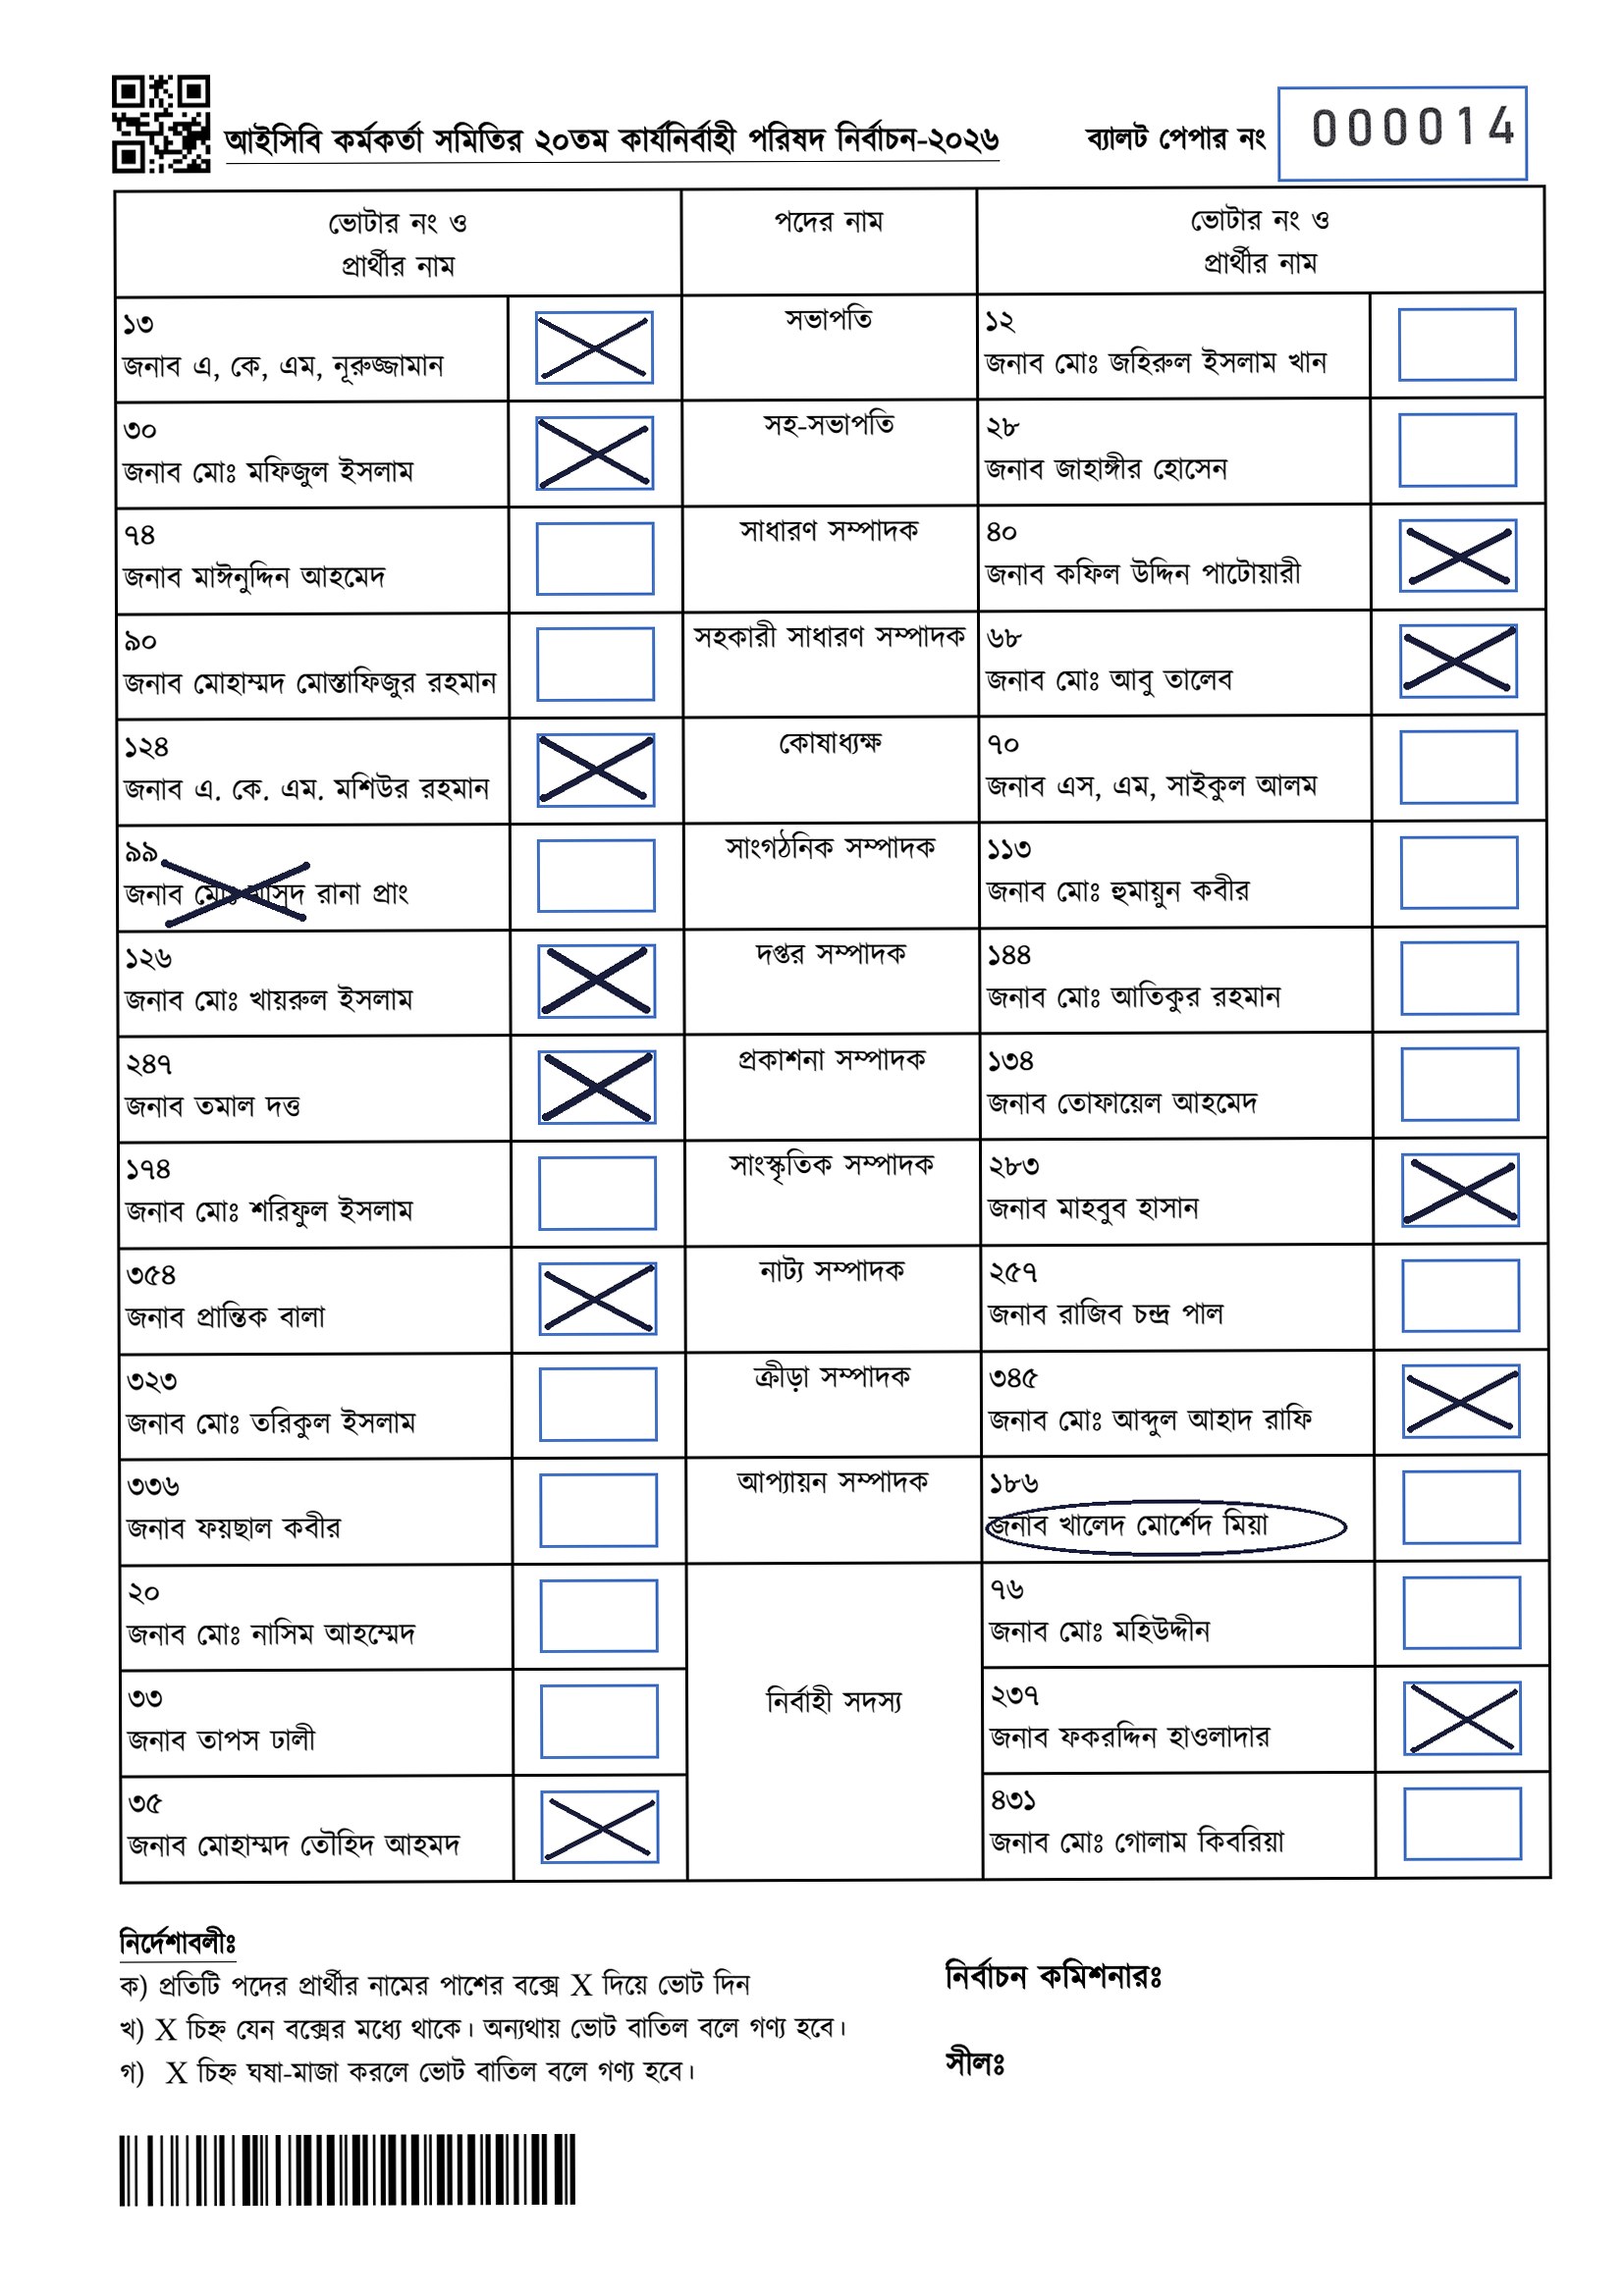 আইসিবি কর্মকর্তা সমিতির ২০তম কার্যনির্বাহী পরিষদ নির্বাচন-২০২৬ ব্যালট পেপার নং 000014
ভোটার নং ও পদের নাম ভোটার নং ও
প্রার্থীর নাম প্রার্থীর নাম
১৩ সভাপতি ১২
জনাব এ, কে, এম, নূরুজ্জামান X জনাব মোঃ জহিরুল ইসলাম খান
৩০ সহ-সভাপতি ২৮
জনাব মোঃ মফিজুল ইসলাম X জনাব জাহাঙ্গীর হোসেন
৭৪ সাধারণ সম্পাদক ৪০
জনাব মাঈনুদ্দিন আহমেদ জনাব কফিল উদ্দিন পাটোয়ারী X
৯০ সহকারী সাধারণ সম্পাদক ৬৮
জনাব মোহাম্মদ মোস্তাফিজুর রহমান জনাব মোঃ আবু তালেব X
১২৪ কোষাধ্যক্ষ ৭০
জনাব এ. কে. এম. মশিউর রহমান X জনাব এস, এম, সাইকুল আলম
৯৯ সাংগঠনিক সম্পাদক ১১৩
জনাব মোঃ মাসুদ রানা প্রাং X জনাব মোঃ হুমায়ুন কবীর
১২৬ দপ্তর সম্পাদক ১৪৪
জনাব মোঃ খায়রুল ইসলাম X জনাব মোঃ আতিকুর রহমান
২৪৭ প্রকাশনা সম্পাদক ১৩৪
জনাব তমাল দত্ত X জনাব তোফায়েল আহমেদ
১৭৪ সাংস্কৃতিক সম্পাদক ২৮৩
জনাব মোঃ শরিফুল ইসলাম জনাব মাহবুব হাসান X
৩৫৪ নাট্য সম্পাদক ২৫৭
জনাব প্রান্তিক বালা X জনাব রাজিব চন্দ্র পাল
৩২৩ ক্রীড়া সম্পাদক ৩৪৫
জনাব মোঃ তরিকুল ইসলাম জনাব মোঃ আব্দুল আহাদ রাফি X
৩৩৬ আপ্যায়ন সম্পাদক ১৮৬
জনাব ফয়ছাল কবীর জনাব খালেদ মোর্শেদ মিয়া
২০ ৭৬
জনাব মোঃ নাসিম আহম্মেদ জনাব মোঃ মহিউদ্দীন
৩৩ নির্বাহী সদস্য ২৩৭
জনাব তাপস ঢালী জনাব ফকরদ্দিন হাওলাদার X
৩৫ ৪৩১
জনাব মোহাম্মদ তৌহিদ আহমদ X জনাব মোঃ গোলাম কিবরিয়া
নির্দেশাবলীঃ
ক) প্রতিটি পদের প্রার্থীর নামের পাশের বক্সে X দিয়ে ভোট দিন
খ) X চিহ্ন যেন বক্সের মধ্যে থাকে। অন্যথায় ভোট বাতিল বলে গণ্য হবে।
গ) X চিহ্ন ঘষা-মাজা করলে ভোট বাতিল বলে গণ্য হবে।
নির্বাচন কমিশনারঃ
সীলঃ